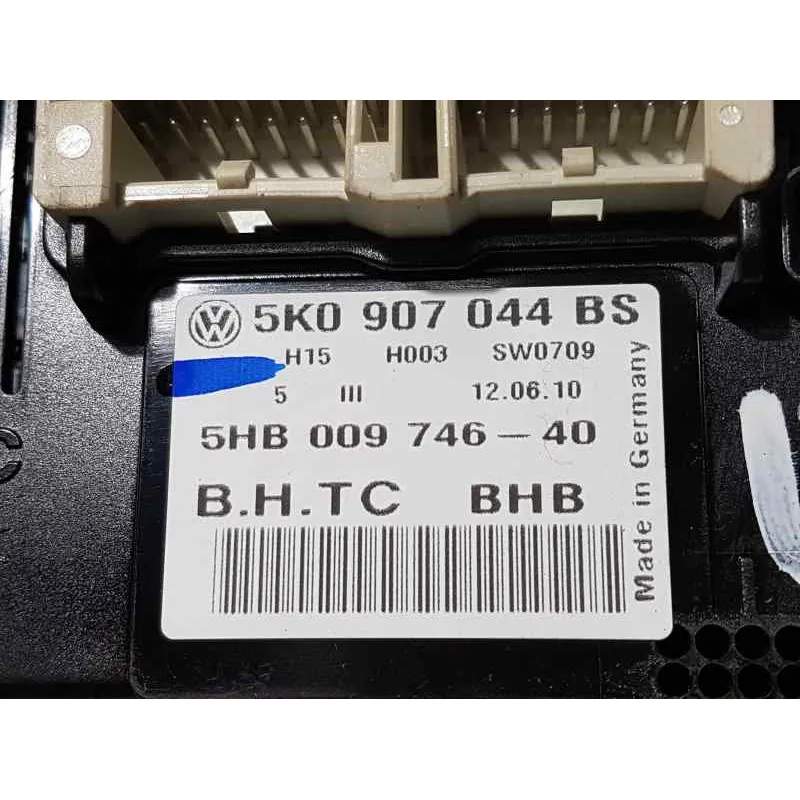 5K0 907 044 BS
H15 H003 SW0709
5 III 12.06.10
5HB 009 746-40
B.H.TC BHB
Made in Germany
C